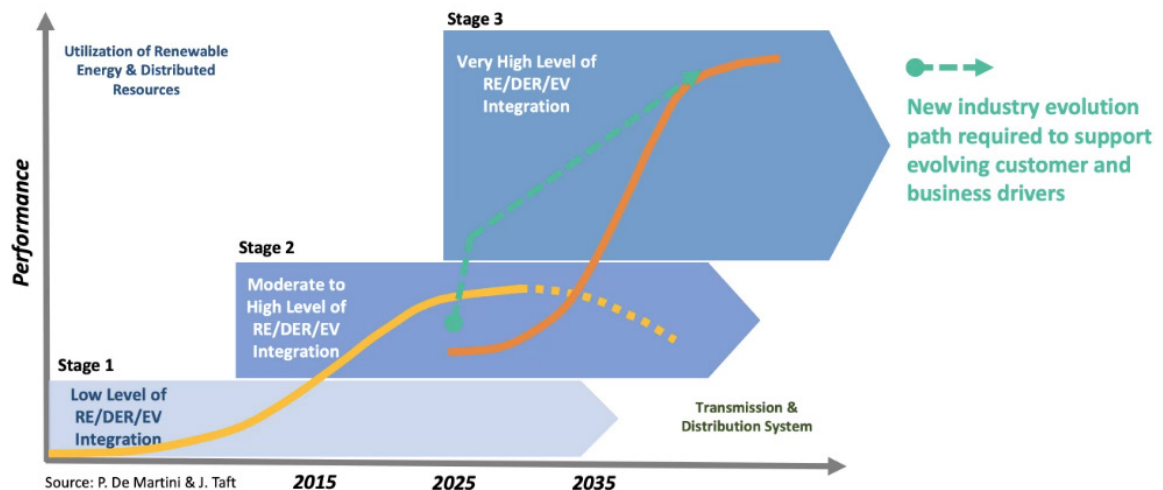 Stage 3
Utilization of Renewable
Energy & Distributed
Resources
Very High Level of
RE/DER/EV
Integration
New industry evolution
path required to support
evolving customer and
business drivers
Performance
Stage 2
Moderate to
High Level of
RE/DER/EV
Integration
Stage 1
Low Level of
RE/DER/EV
Integration
Transmission &
Distribution System
Source: P. De Martini & J. Taft
2015
2025
2035